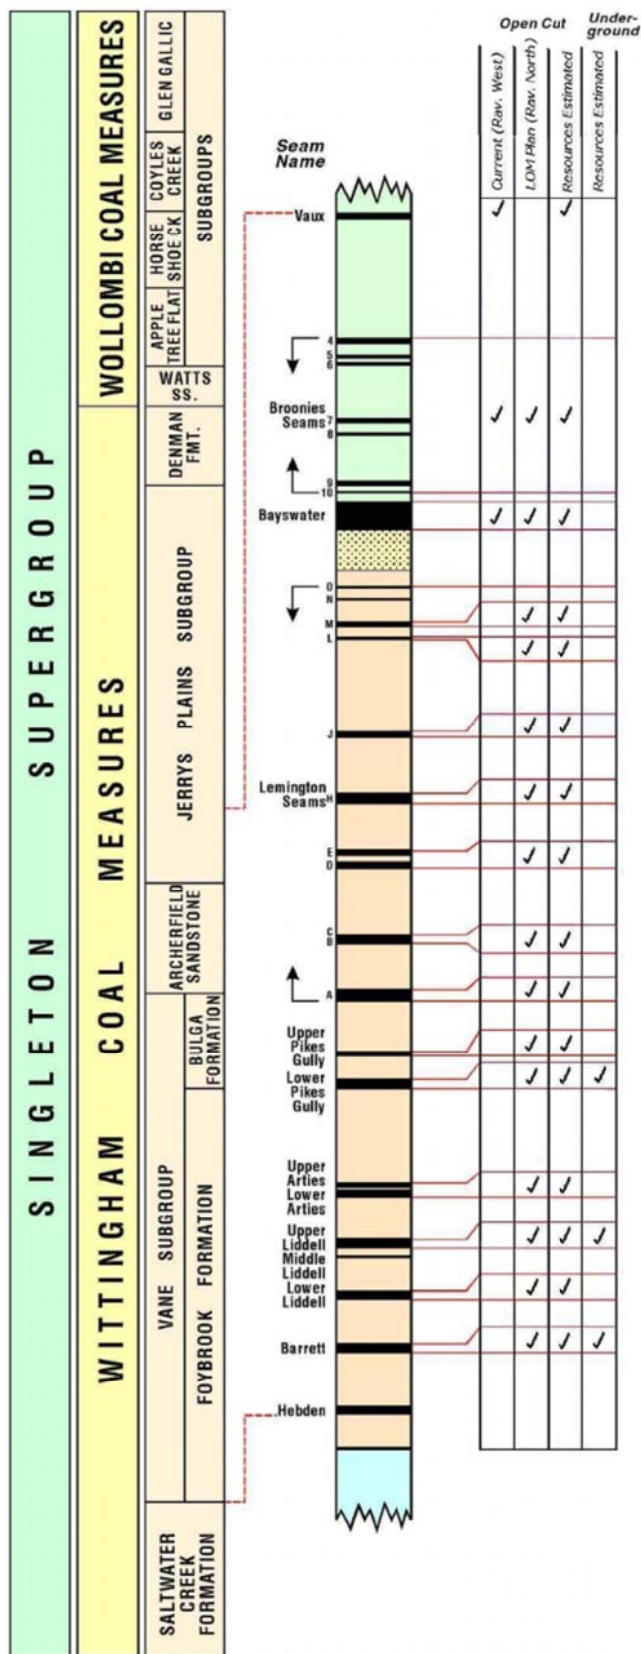 SINGLETON SUPERGROUP
WITTINGHAM COAL MEASURES
WOLLOMBI COAL MEASURES
GLEN GALLIC
COYLES
CREEK
HORSE
SHOE CK
APPLE
TREE FLAT
SUBGROUPS
WATTS
SS.
DENMAN
FMT.
JERRYS PLAINS SUBGROUP
ARCHERFIELD
SANDSTONE
VANE SUBGROUP
BULGA
FORMATION
FOYBROOK FORMATION
SALTWATER
CREEK
FORMATION
Seam
Name
Vaux
4
5
6
Broonies
Seams 7
8
9
10
Bayswater
O
N
M
L
J
Lemington
Seams H
E
D
C
B
A
Upper
Pikes
Gully
Lower
Pikes
Gully
Upper
Arties
Lower
Arties
Upper
Liddell
Middle
Liddell
Lower
Liddell
Barrett
Hebden
Open Cut
Under-
ground
Current (Rav. West)
LOM Plan (Rav. North)
Resources Estimated
Resources Estimated